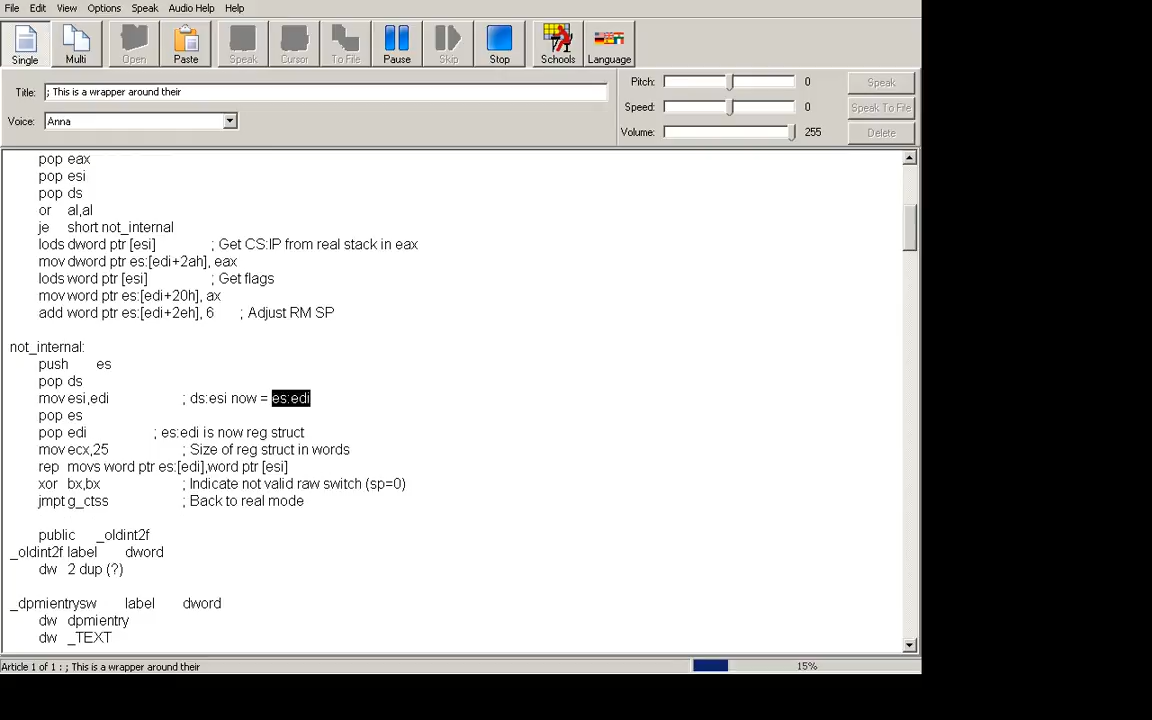 File Edit View Options Speak Audio Help Help
Single Multi Open Paste Speak Cursor To File Pause Skip Stop Schools Language
Title: ; This is a wrapper around their
Voice: Anna
Pitch: 0 Speak
Speed: 0 Speak To File
Volume: 255 Delete
pop eax
pop esi
pop ds
or al,al
je short not_internal
lods dword ptr [esi] ; Get CS:IP from real stack in eax
mov dword ptr es:[edi+2ah], eax
lods word ptr [esi] ; Get flags
mov word ptr es:[edi+20h], ax
add word ptr es:[edi+2eh], 6 ; Adjust RM SP
not_internal:
push es
pop ds
mov esi,edi ; ds:esi now = es:edi
pop es
pop edi ; es:edi is now reg struct
mov ecx,25 ; Size of reg struct in words
rep movs word ptr es:[edi],word ptr [esi]
xor bx,bx ; Indicate not valid raw switch (sp=0)
jmpt g_ctss ; Back to real mode
public _oldint2f
_oldint2f label dword
dw 2 dup (?)
_dpmientrysw label dword
dw dpmientry
dw _TEXT
Article 1 of 1 : ; This is a wrapper around their 15%